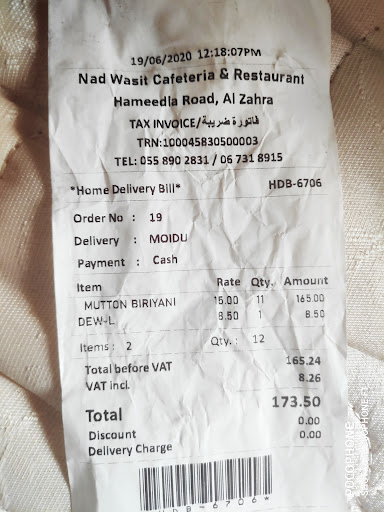 19/06/2020 12:18:07PM
Nad Wasit Cafeteria & Restaurant
Hameedia Road, Al Zahra
TAX INVOICE/فاتورة ضريبة
TRN:100045830500003
TEL: 055 890 2831 / 06 731 8915
*Home Delivery Bill* HDB-6706
Order No : 19
Delivery : MOIDU
Payment : Cash
Item Rate Qty. Amount
MUTTON BIRIYANI 15.00 11 165.00
DEW-L 8.50 1 8.50
Items : 2 Qty. : 12
Total before VAT 165.24
VAT incl. 8.26
Total 173.50
Discount 0.00
Delivery Charge 0.00